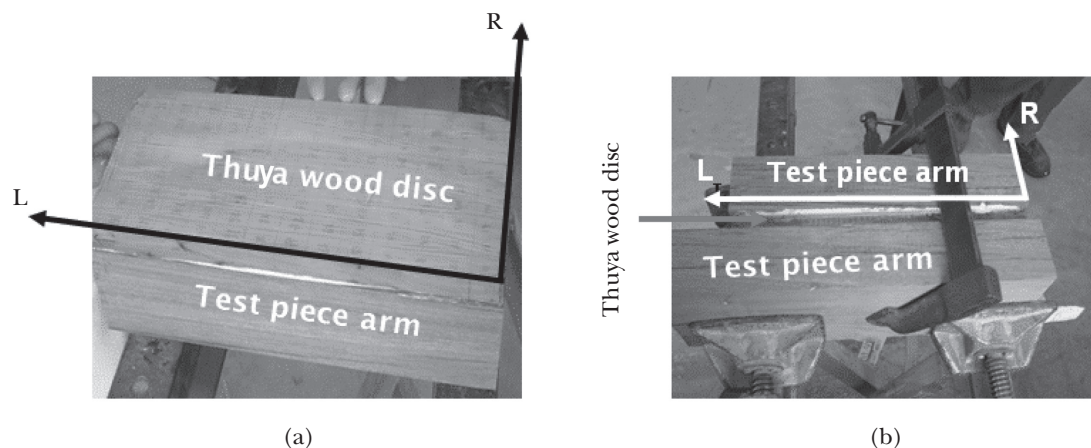 R
L
Thuya wood disc
Test piece arm
(a)
Thuya wood disc
R
L
T
Test piece arm
Test piece arm
(b)